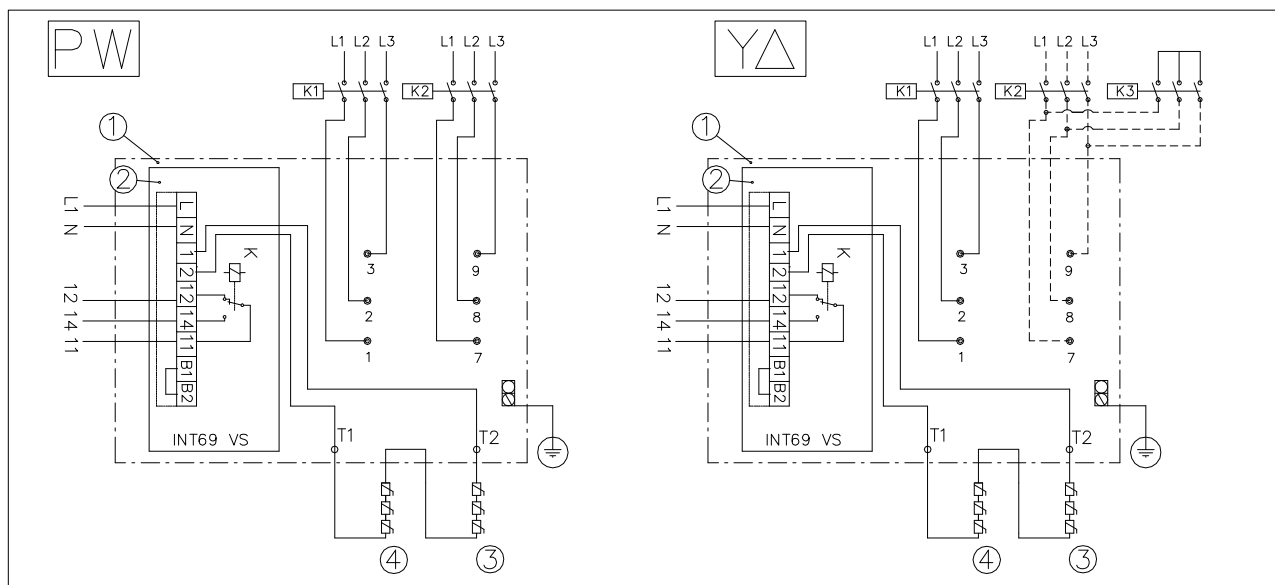 PW
L1 L2 L3 L1 L2 L3
K1 K2
1
2
L1 L
N N
1
2
12 12
14 14
11 11
B1
B2
K
3 9
2 8
1 7
INT69 VS
T1 T2
4 3
Y△
L1 L2 L3 L1 L2 L3
K1 K2 K3
1
2
L1 L
N N
1
2
12 12
14 14
11 11
B1
B2
K
3 9
2 8
1 7
INT69 VS
T1 T2
4 3